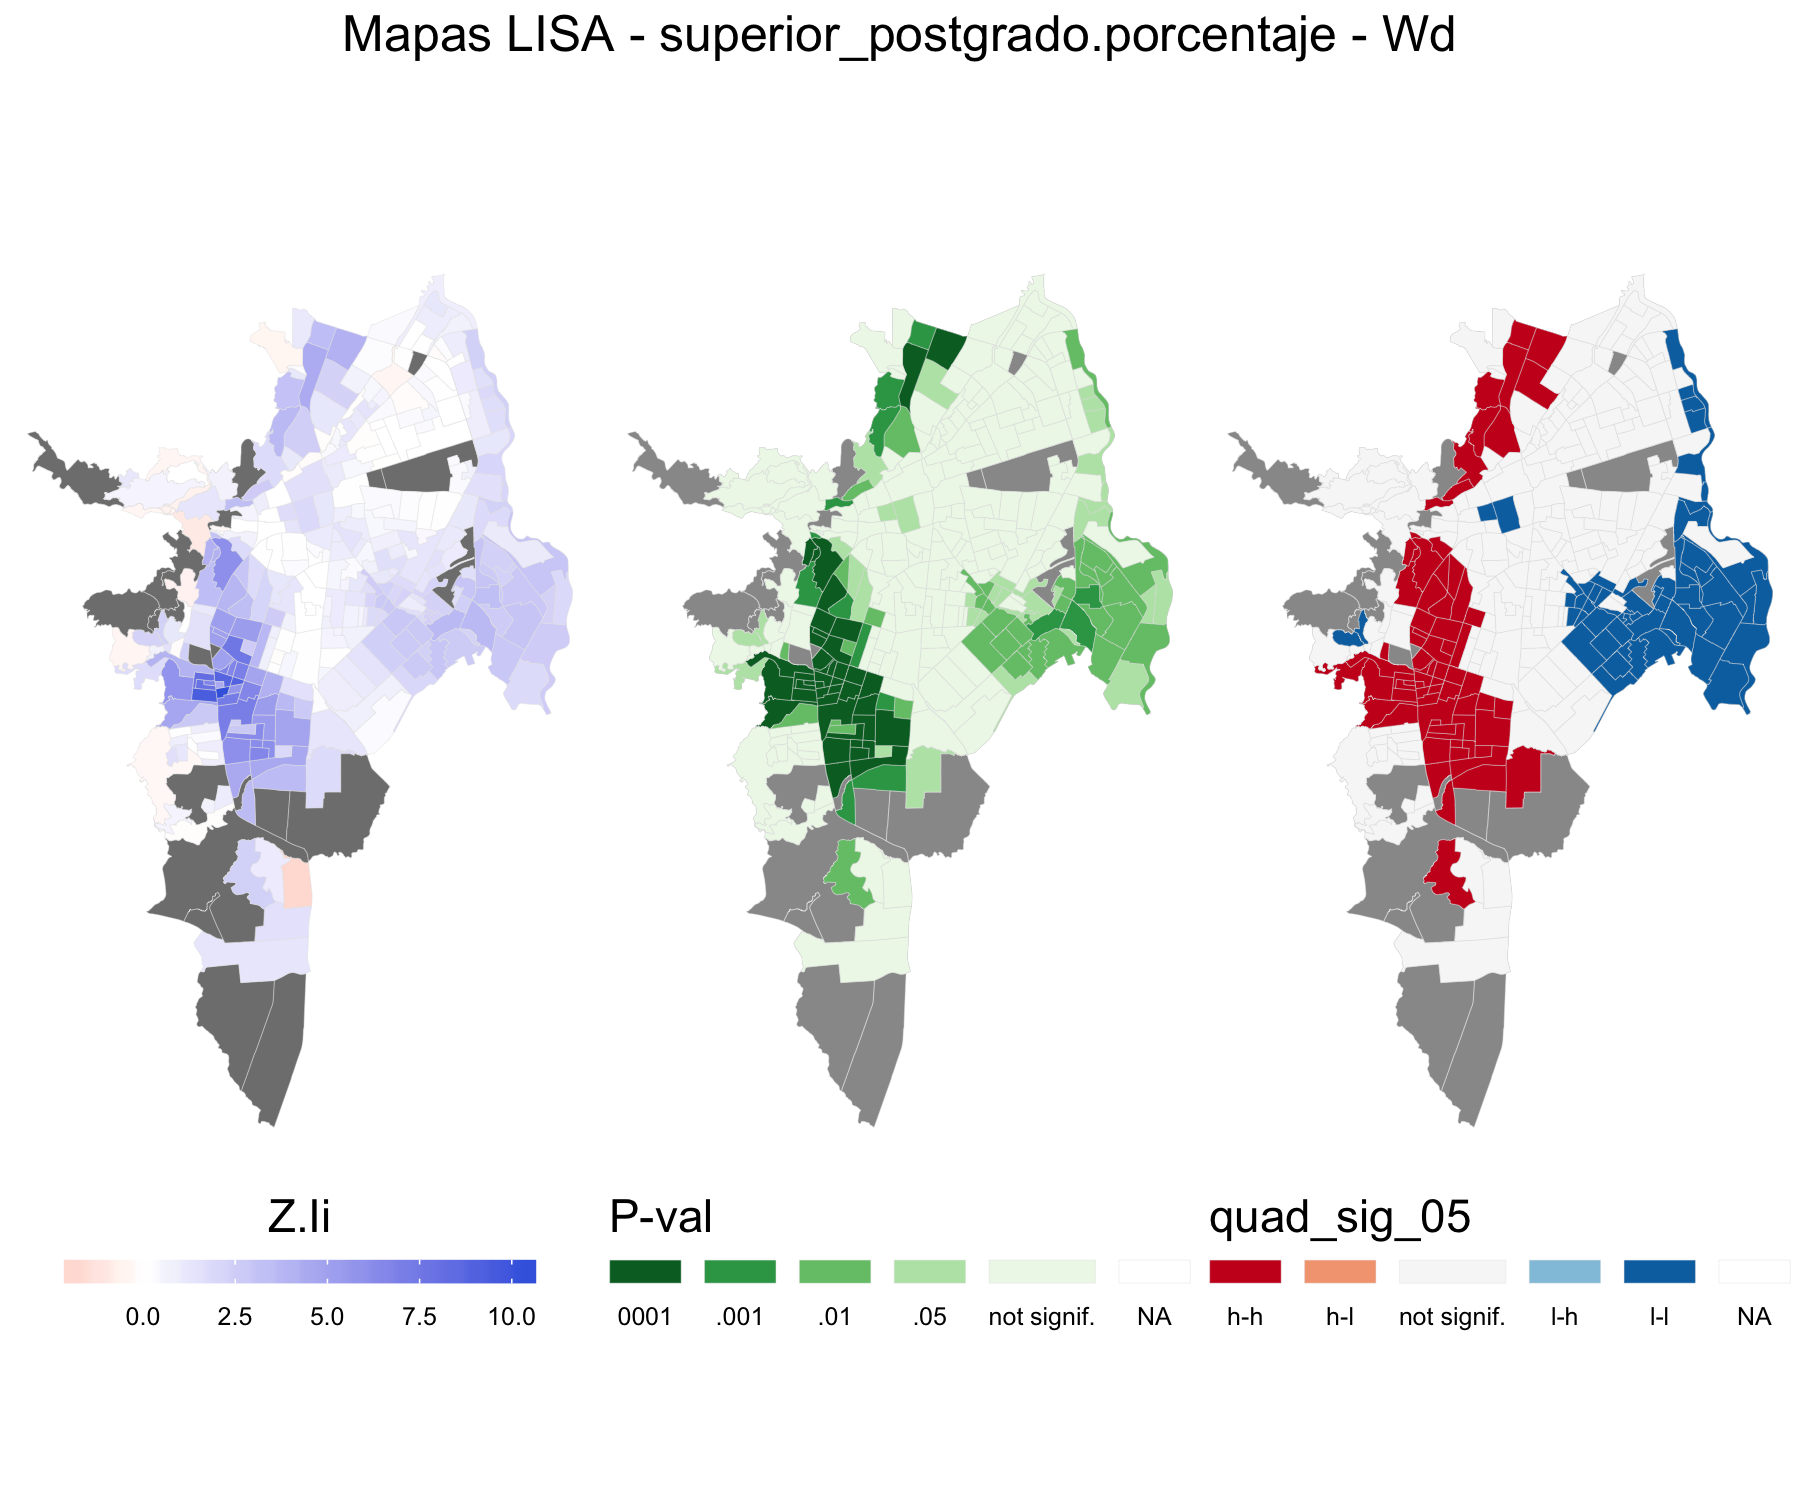 Mapas LISA - superior_postgrado.porcentaje - Wd
Z.Ii
0.0 2.5 5.0 7.5 10.0
P-val
0001 .001 .01 .05 not signif. NA
quad_sig_05
h-h h-l not signif. l-h l-l NA